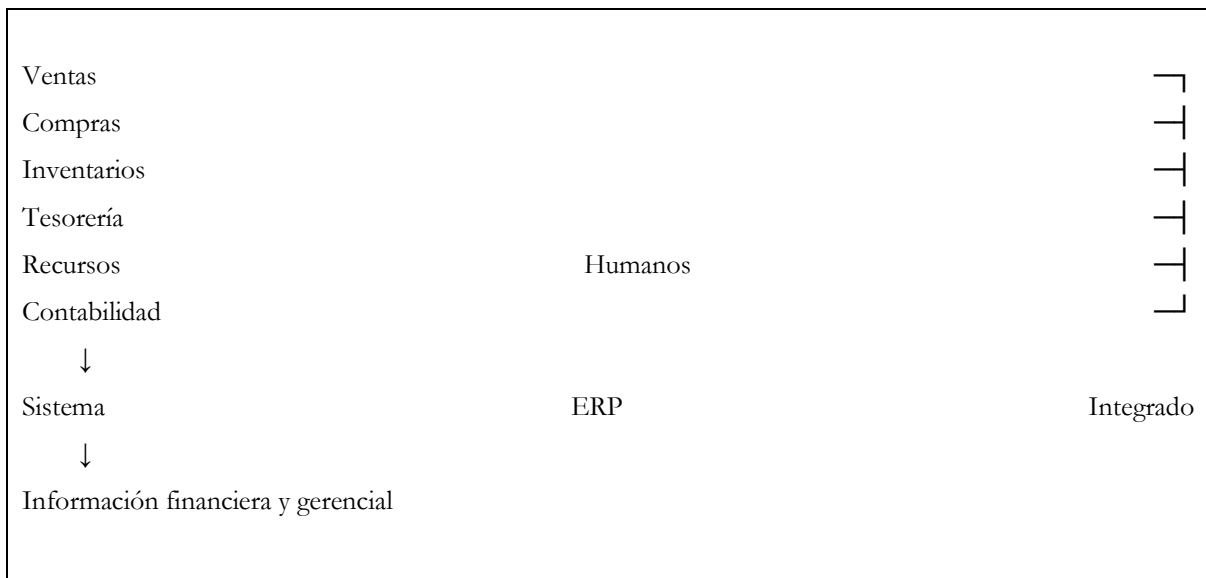 Ventas ─┐
Compras ─┤
Inventarios ─┤
Tesorería ─┤
Recursos Humanos ─┤
Contabilidad ─┘
↓
Sistema ERP Integrado
↓
Información financiera y gerencial